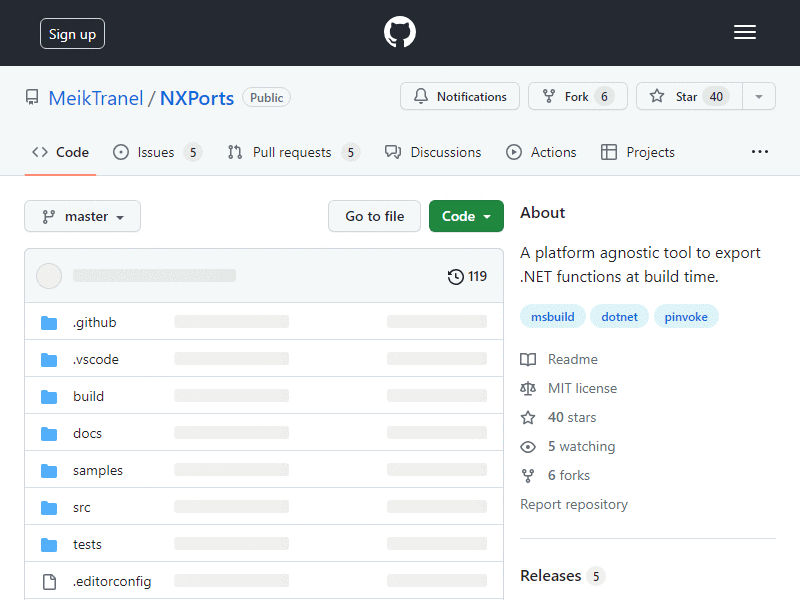 Sign up
MeikTranel / NXPorts Public
Notifications Fork 6 Star 40
Code Issues 5 Pull requests 5 Discussions Actions Projects
master Go to file Code
119
.github
.vscode
build
docs
samples
src
tests
.editorconfig
About
A platform agnostic tool to export
.NET functions at build time.
msbuild dotnet pinvoke
Readme
MIT license
40 stars
5 watching
6 forks
Report repository
Releases 5